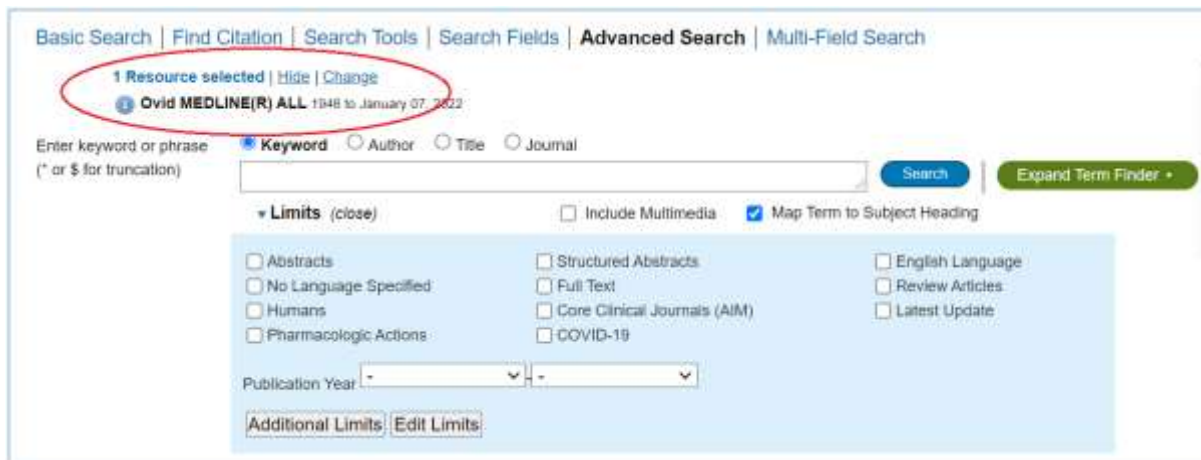 Basic Search | Find Citation | Search Tools | Search Fields | Advanced Search | Multi-Field Search
1 Resource selected | Hide | Change
Ovid MEDLINE(R) ALL 1946 to January 07, 2022
Enter keyword or phrase
(* or $ for truncation)
Keyword Author Title Journal
Search
Expand Term Finder
Limits (close) Include Multimedia Map Term to Subject Heading
Abstracts Structured Abstracts English Language
No Language Specified Full Text Review Articles
Humans Core Clinical Journals (AIM) Latest Update
Pharmacologic Actions COVID-19
Publication Year - - -
Additional Limits Edit Limits